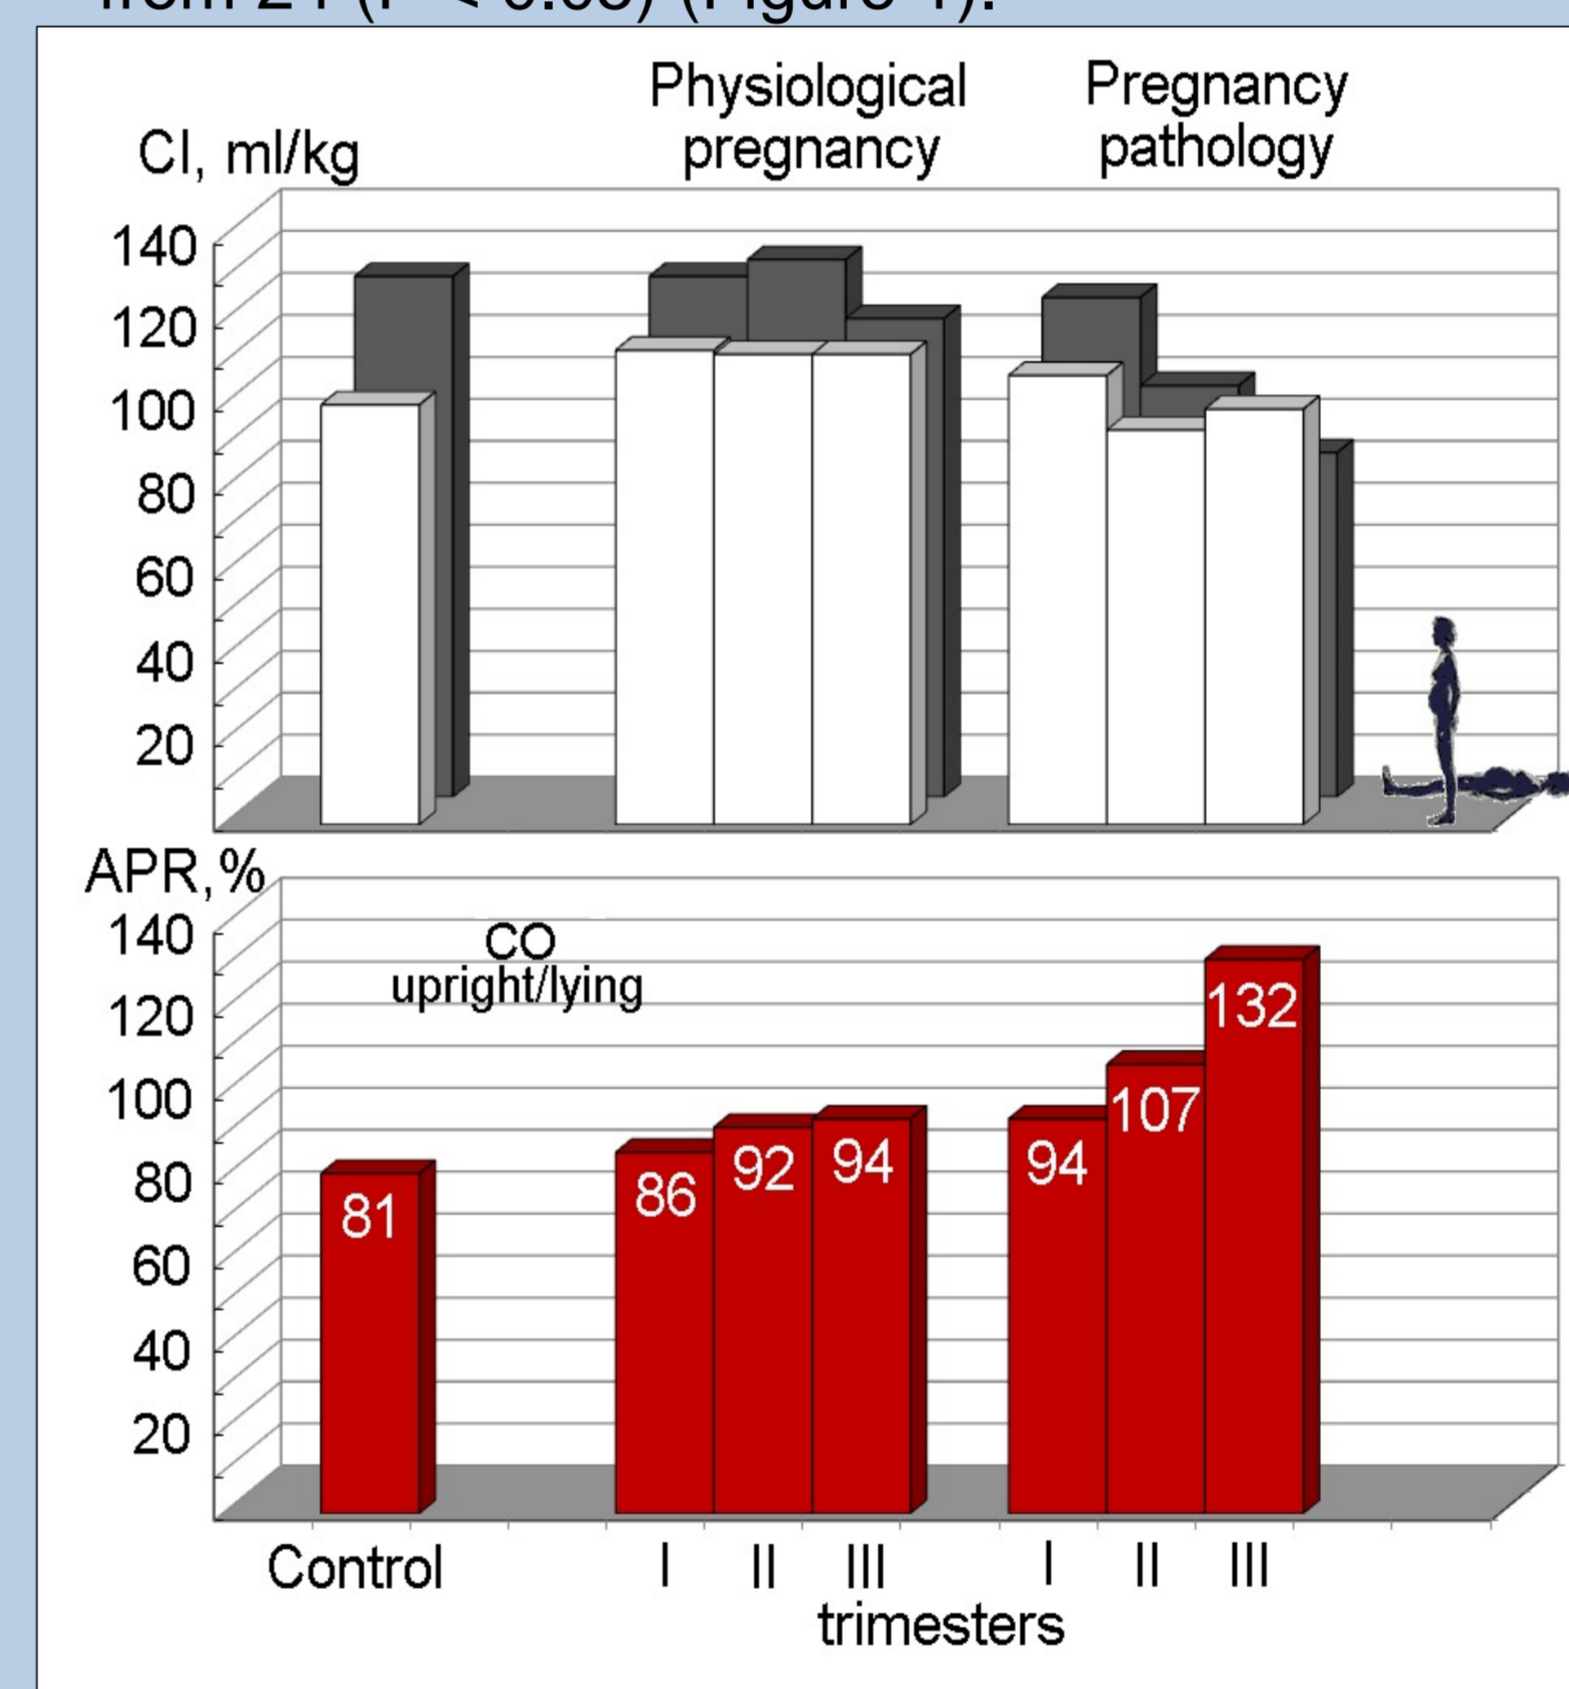 Physiological
pregnancy
Pregnancy
pathology
CI, ml/kg
140
120
100
80
60
40
20
APR,%
140
120
100
80
60
40
20
CO
upright/lying
81
86
92
94
94
107
132
Control
I
II
III
I
II
III
trimesters